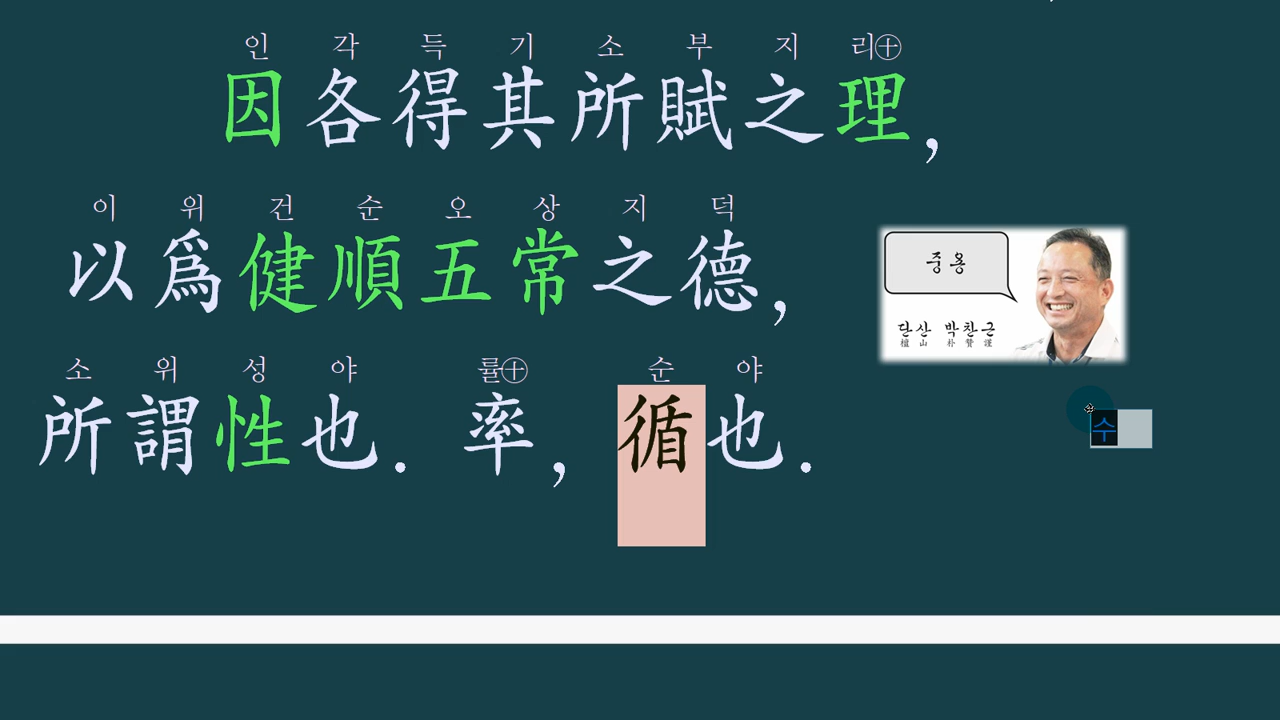 인 각 득 기 소 부 지 리㊉
因各得其所賦之理,
이 위 건 순 오 상 지 덕
以爲健順五常之德,
소 위 성 야 률㊉ 순 야
所謂性也. 率, 循也.
중용
단산 박찬근
檀山 朴贊謹
수